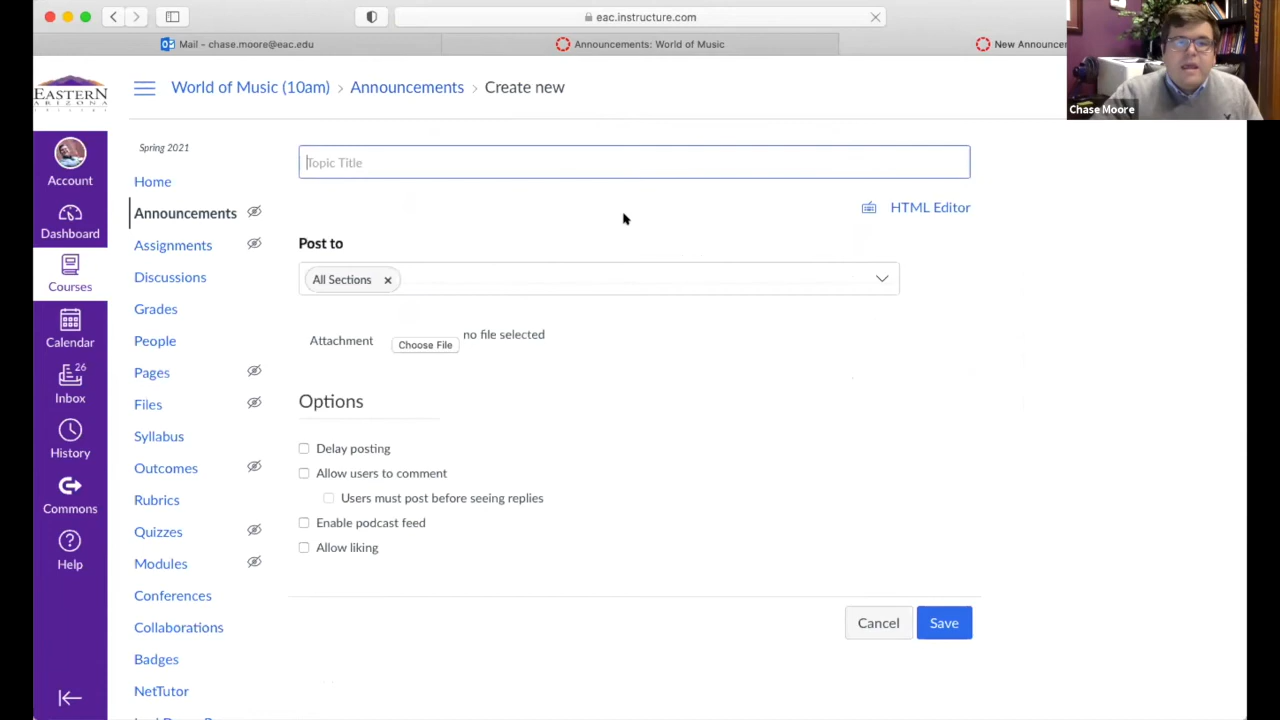 eac.instructure.com
Mail - chase.moore@eac.edu
Announcements: World of Music
New Announcem
Chase Moore
EASTERN
ARIZONA
World of Music (10am) > Announcements > Create new
Account
Dashboard
Courses
Calendar
26
Inbox
History
Commons
Help
Spring 2021
Home
Announcements
Assignments
Discussions
Grades
People
Pages
Files
Syllabus
Outcomes
Rubrics
Quizzes
Modules
Conferences
Collaborations
Badges
NetTutor
Topic Title
HTML Editor
Post to
All Sections
Attachment Choose File no file selected
Options
Delay posting
Allow users to comment
Users must post before seeing replies
Enable podcast feed
Allow liking
Cancel Save